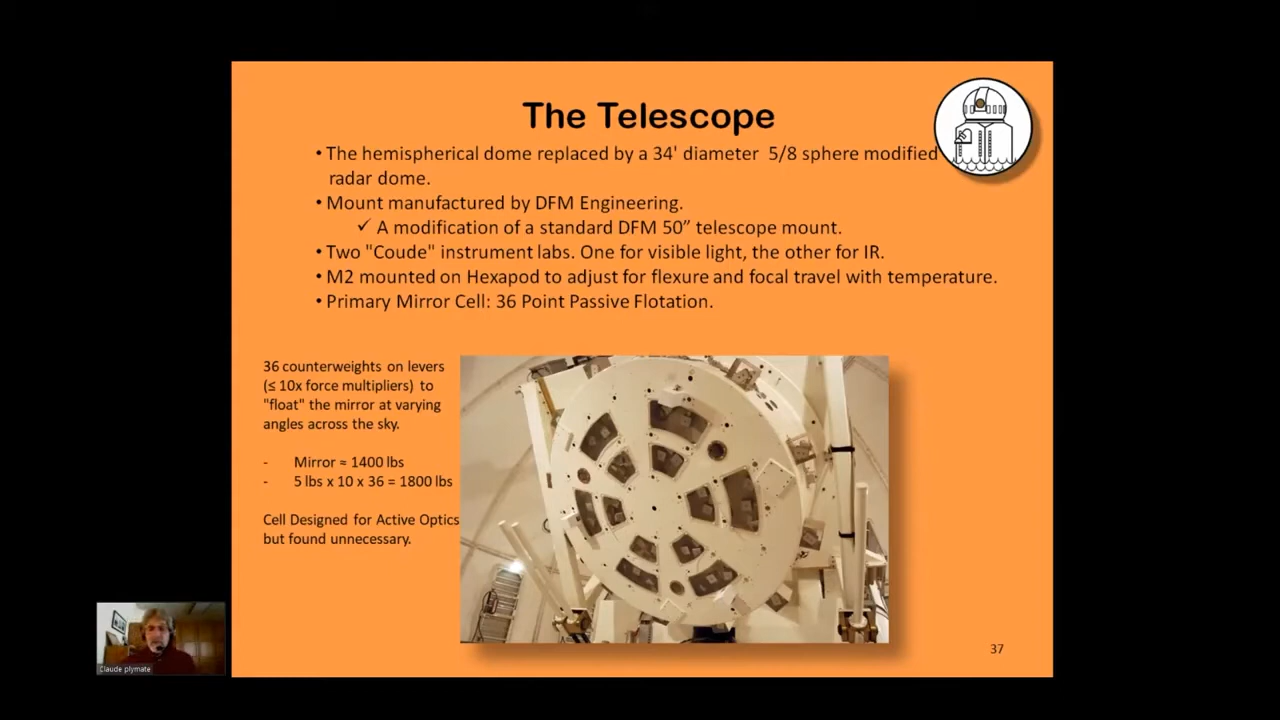 The Telescope
• The hemispherical dome replaced by a 34' diameter 5/8 sphere modified
radar dome.
• Mount manufactured by DFM Engineering.
✓ A modification of a standard DFM 50” telescope mount.
• Two "Coude" instrument labs. One for visible light, the other for IR.
• M2 mounted on Hexapod to adjust for flexure and focal travel with temperature.
• Primary Mirror Cell: 36 Point Passive Flotation.
36 counterweights on levers
(≤ 10x force multipliers) to
"float" the mirror at varying
angles across the sky.
- Mirror ≈ 1400 lbs
- 5 lbs x 10 x 36 = 1800 lbs
Cell Designed for Active Optics
but found unnecessary.
37
Claude plymate